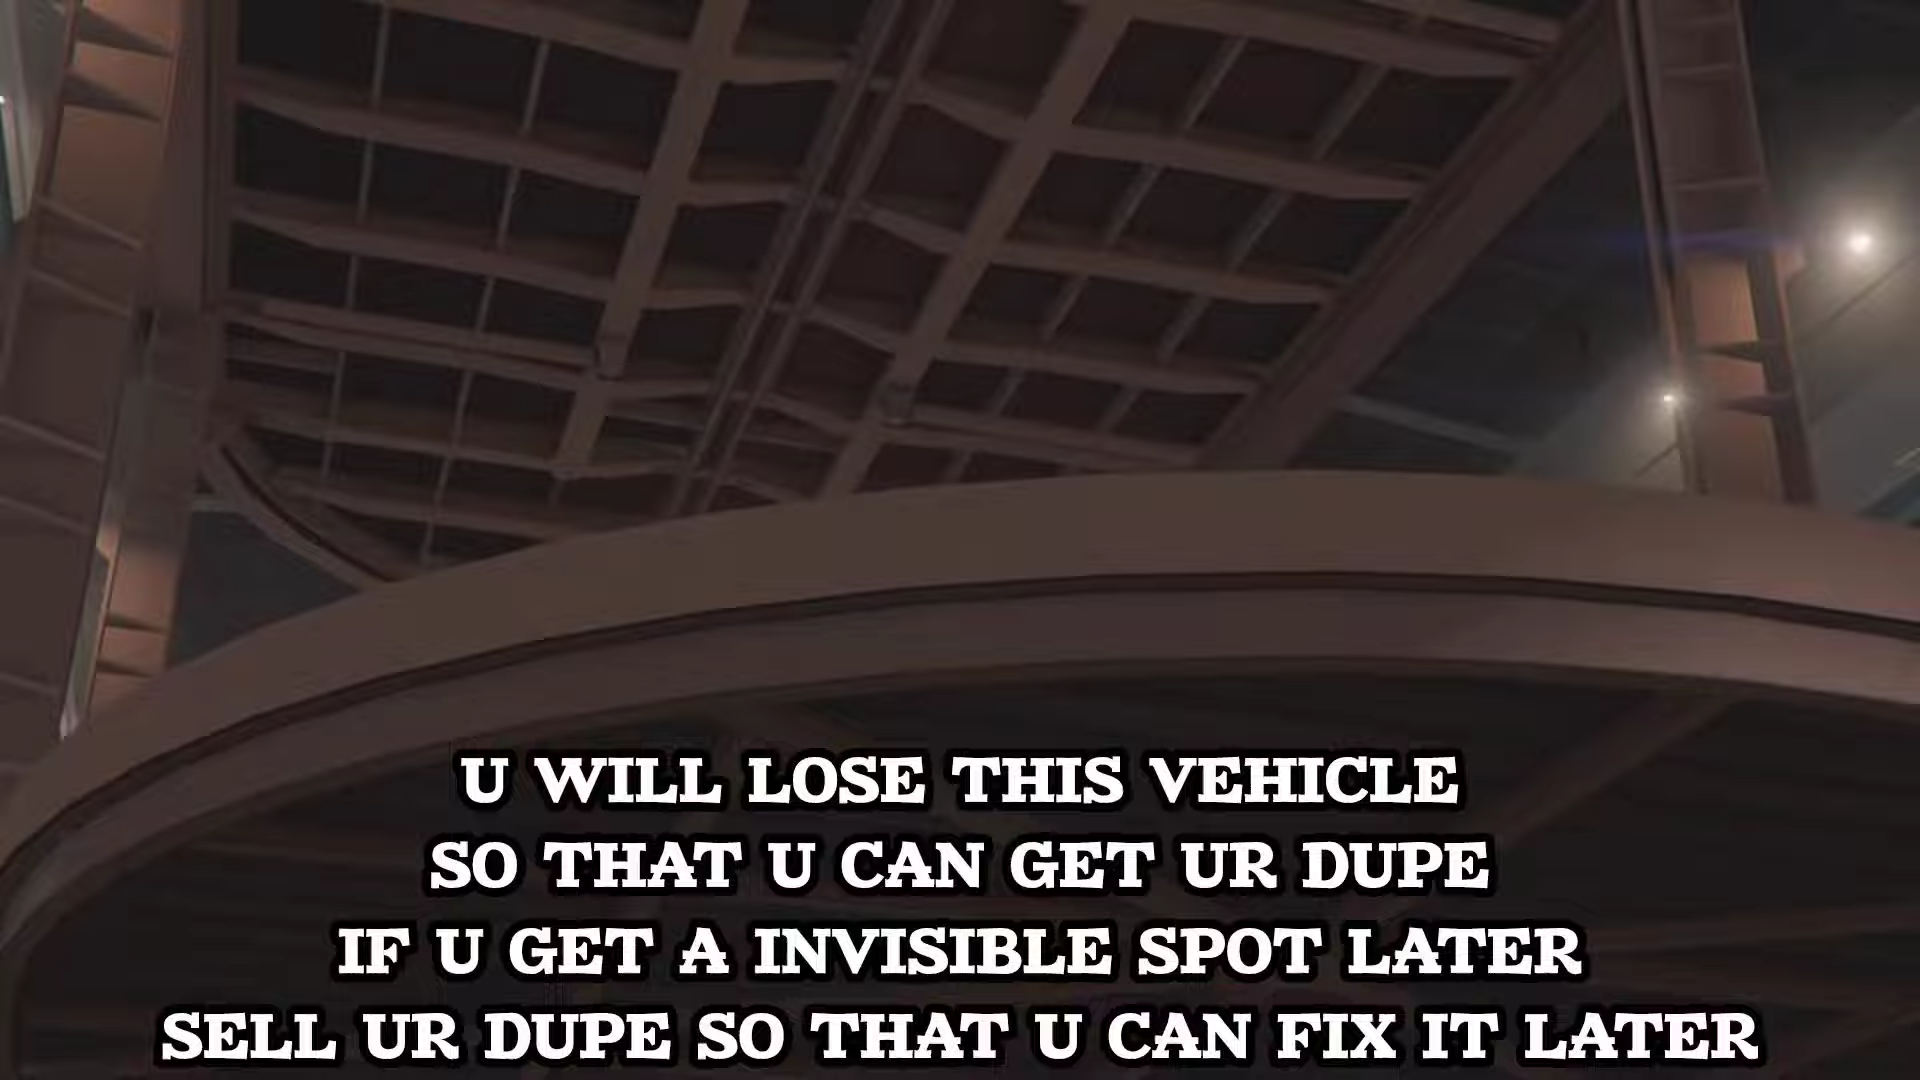 U WILL LOSE THIS VEHICLE
SO THAT U CAN GET UR DUPE
IF U GET A INVISIBLE SPOT LATER
SELL UR DUPE SO THAT U CAN FIX IT LATER